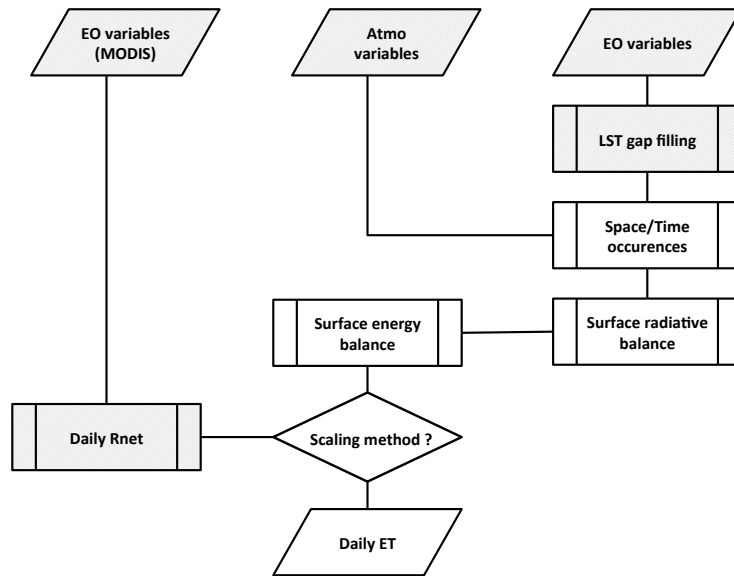 EO variables
(MODIS)
Atmo
variables
EO variables
LST gap filling
Space/Time
occurences
Surface energy
balance
Surface radiative
balance
Daily Rnet
Scaling method ?
Daily ET